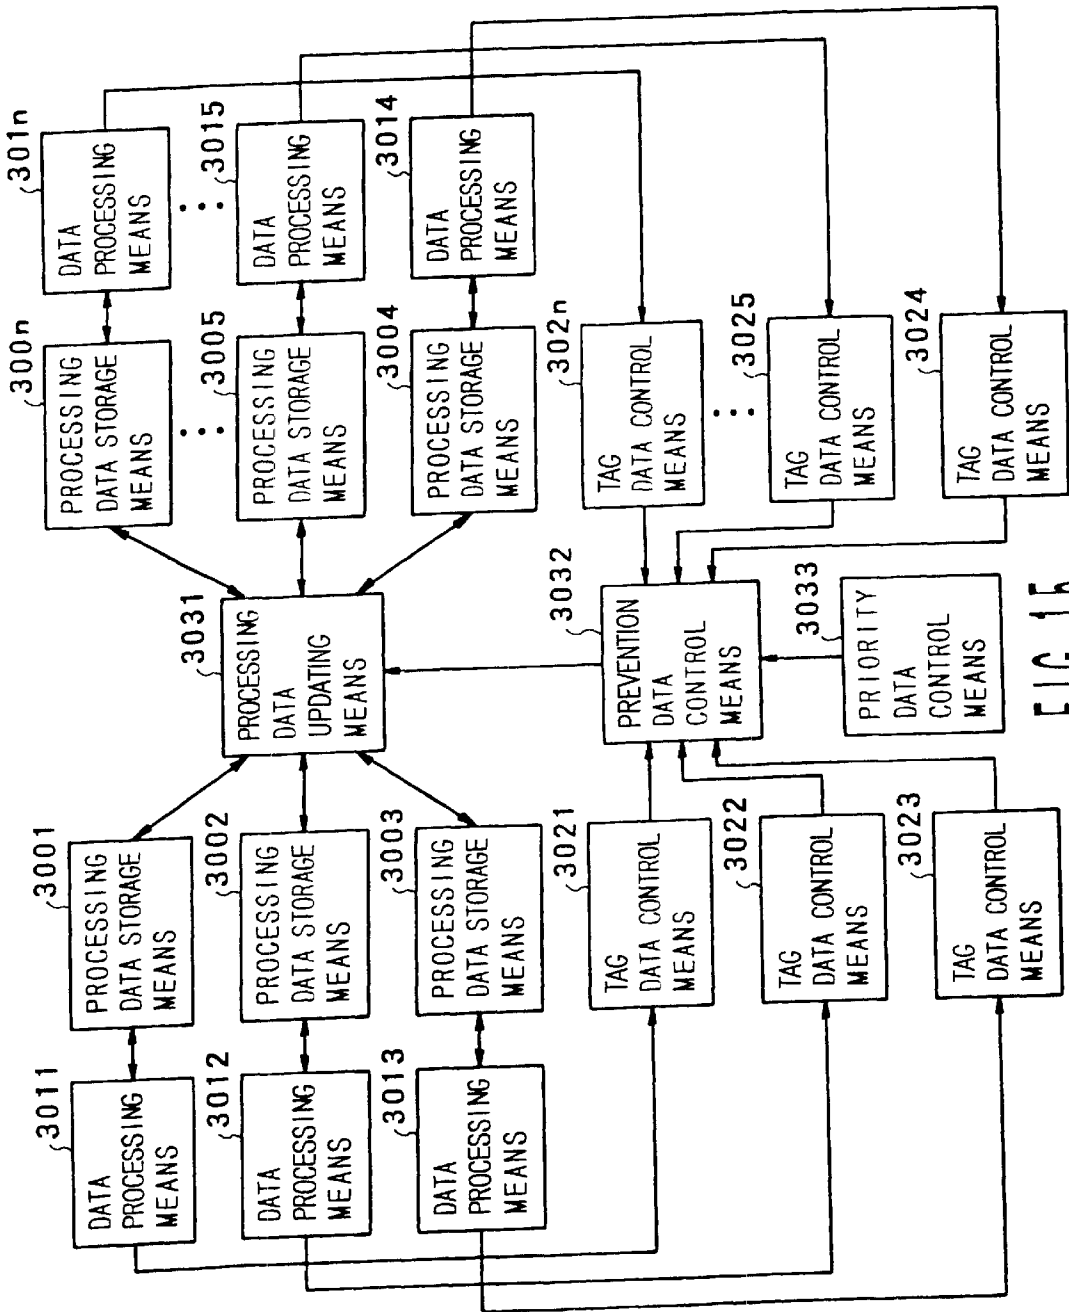 3011
DATA
PROCESSING
MEANS
3001
PROCESSING
DATA STORAGE
MEANS
3031
PROCESSING
DATA
UPDATING
MEANS
300n
PROCESSING
DATA STORAGE
MEANS
301n
DATA
PROCESSING
MEANS
3012
DATA
PROCESSING
MEANS
3002
PROCESSING
DATA STORAGE
MEANS
3005
PROCESSING
DATA STORAGE
MEANS
3015
DATA
PROCESSING
MEANS
3013
DATA
PROCESSING
MEANS
3003
PROCESSING
DATA STORAGE
MEANS
3004
PROCESSING
DATA STORAGE
MEANS
3014
DATA
PROCESSING
MEANS
3021
TAG
DATA CONTROL
MEANS
3032
PREVENTION
DATA
CONTROL
MEANS
302n
TAG
DATA CONTROL
MEANS
3022
TAG
DATA CONTROL
MEANS
3025
TAG
DATA CONTROL
MEANS
3023
TAG
DATA CONTROL
MEANS
3033
PRIORITY
DATA
CONTROL
MEANS
3024
TAG
DATA CONTROL
MEANS
FIG